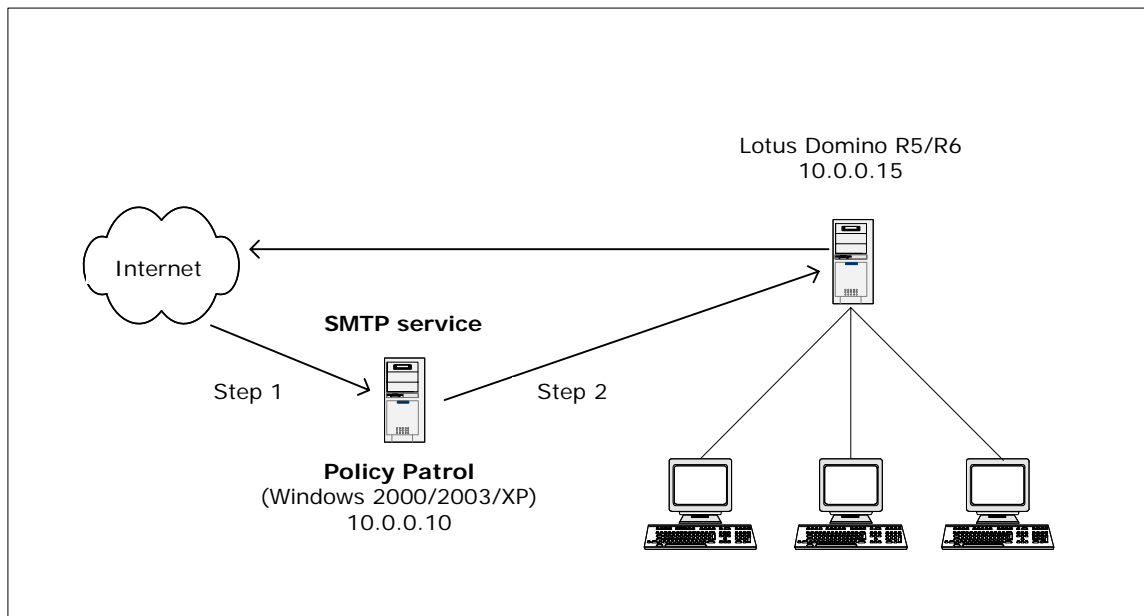 Lotus Domino R5/R6
10.0.0.15
Internet
SMTP service
Step 1
Step 2
Policy Patrol
(Windows 2000/2003/XP)
10.0.0.10